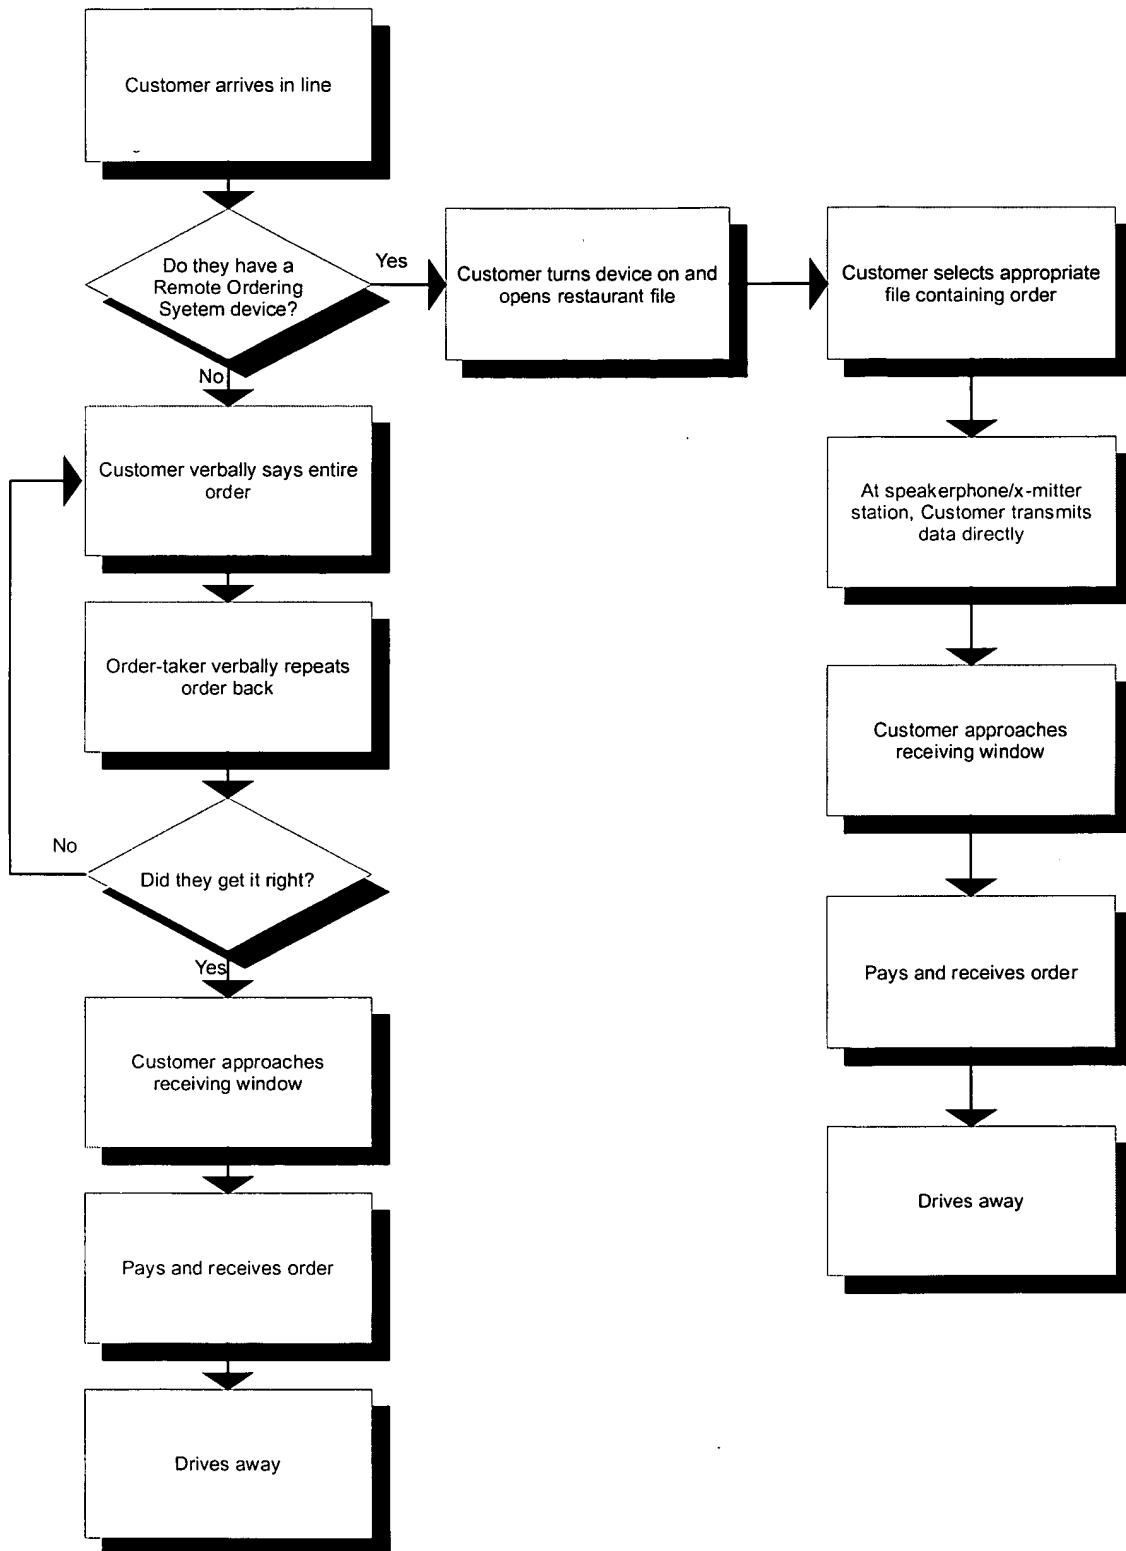 Customer arrives in line
Do they have a
Remote Ordering
Syetem device?
Yes
Customer turns device on and
opens restaurant file
Customer selects appropriate
file containing order
No
Customer verbally says entire
order
At speakerphone/x-mitter
station, Customer transmits
data directly
Order-taker verbally repeats
order back
Customer approaches
receiving window
No
Did they get it right?
Yes
Pays and receives order
Customer approaches
receiving window
Drives away
Pays and receives order
Drives away